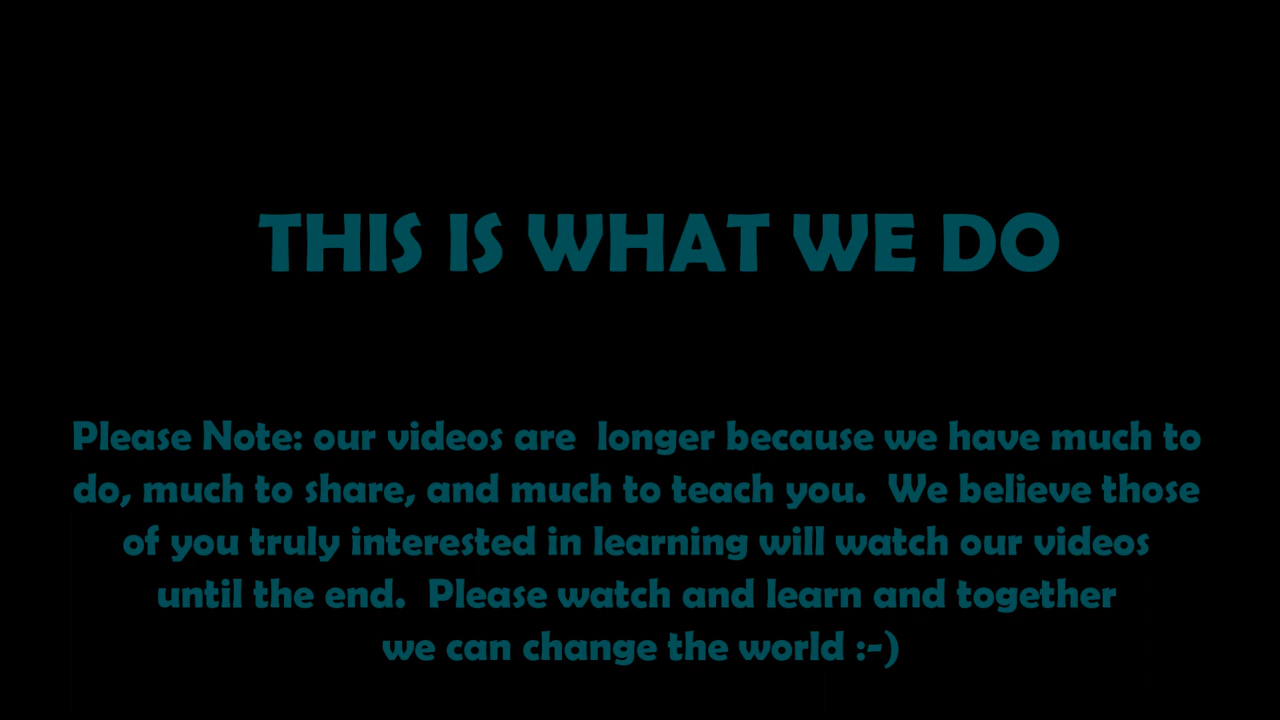 THIS IS WHAT WE DO
Please Note: our videos are  longer because we have much to
do, much to share, and much to teach you.  We believe those
of you truly interested in learning will watch our videos
until the end.  Please watch and learn and together
we can change the world :-)